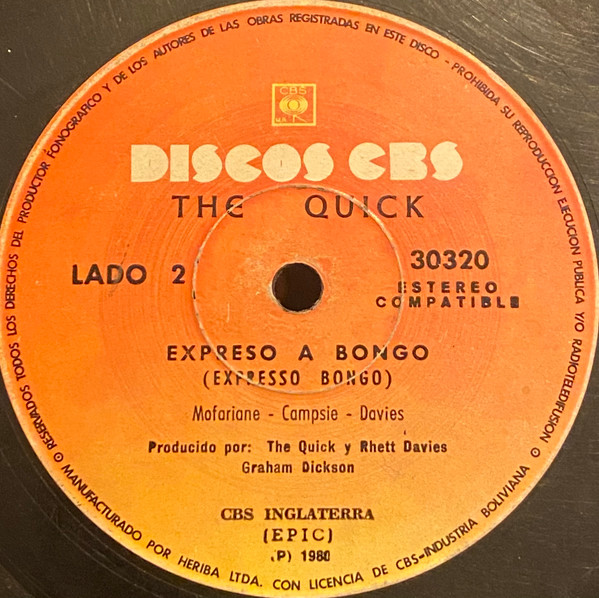 RESERVADOS TODOS LOS DERECHOS DEL PRODUCTOR FONOGRAFICO Y DE LOS AUTORES DE LAS OBRAS REGISTRADAS EN ESTE DISCO - PROHIBIDA SU REPRODUCCION EJECUCION PUBLICA Y/O RADIOTELEDIFUSION
CBS
DISCOS CBS
THE QUICK
LADO 2
30320
ESTEREO
COMPATIBLE
EXPRESO A BONGO
(EXPRESSO BONGO)
Mofariane - Campsie - Davies
Producido por: The Quick y Rhett Davies
Graham Dickson
CBS INGLATERRA
(EPIC)
(P) 1980
MANUFACTURADO POR HERIBA LTDA. CON LICENCIA DE CBS-INDUSTRIA BOLIVIANA